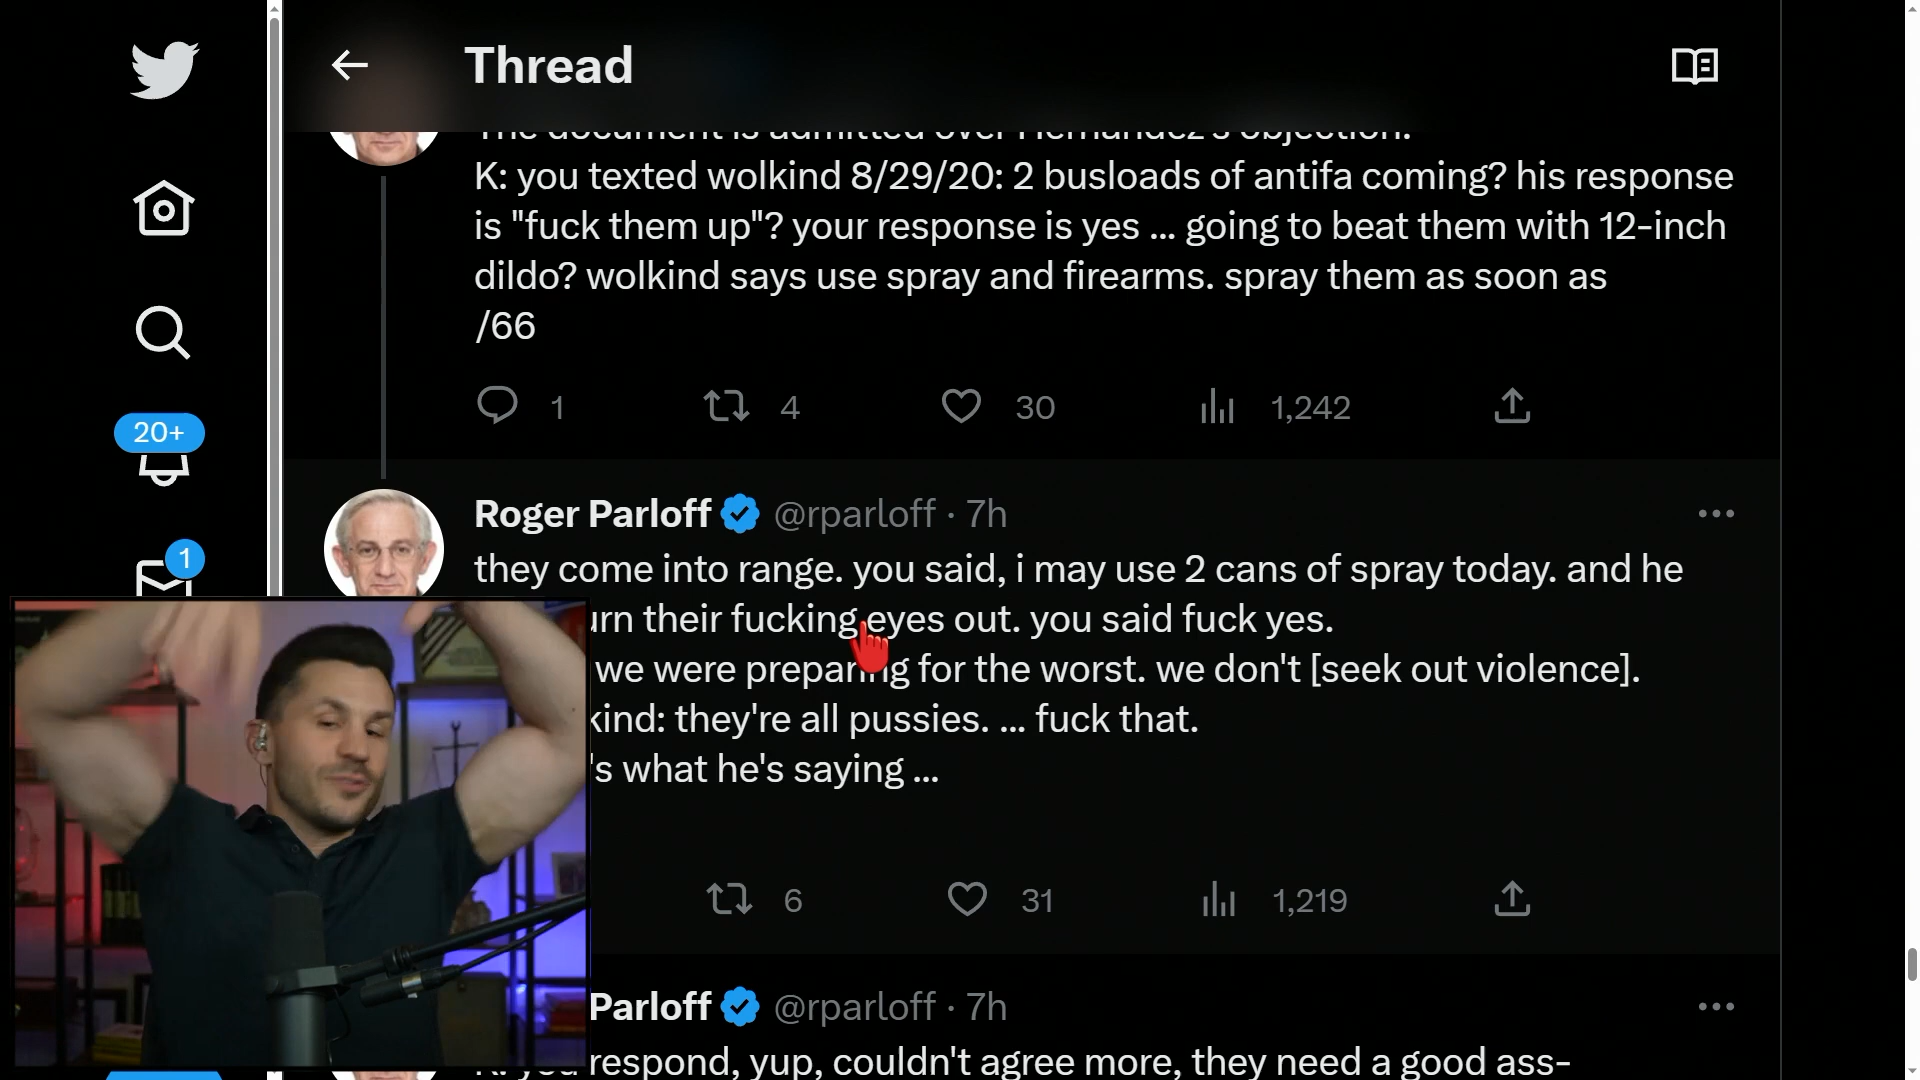 Thread
The document is admitted over Hernandez's objection.
K: you texted wolkind 8/29/20: 2 busloads of antifa coming? his response
is "fuck them up"? your response is yes ... going to beat them with 12-inch
dildo? wolkind says use spray and firearms. spray them as soon as
/66
1 4 30 1,242
20+
Roger Parloff @rparloff · 7h
1
they come into range. you said, i may use 2 cans of spray today. and he
urn their fucking eyes out. you said fuck yes.
we were preparing for the worst. we don't [seek out violence].
kind: they're all pussies. ... fuck that.
's what he's saying ...
6 31 1,219
Parloff @rparloff · 7h
K: you respond, yup, couldn't agree more, they need a good ass-